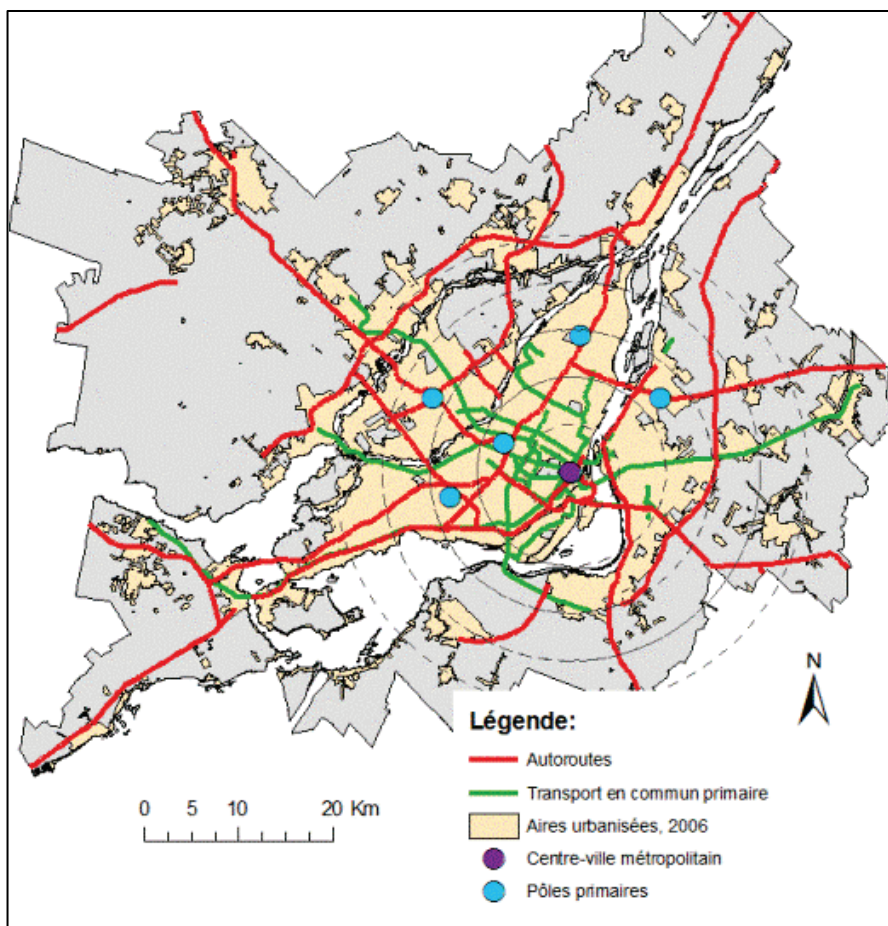 N
Légende:
Autoroutes
Transport en commun primaire
Aires urbanisées, 2006
Centre-ville métropolitain
Pôles primaires
0 5 10 20 Km